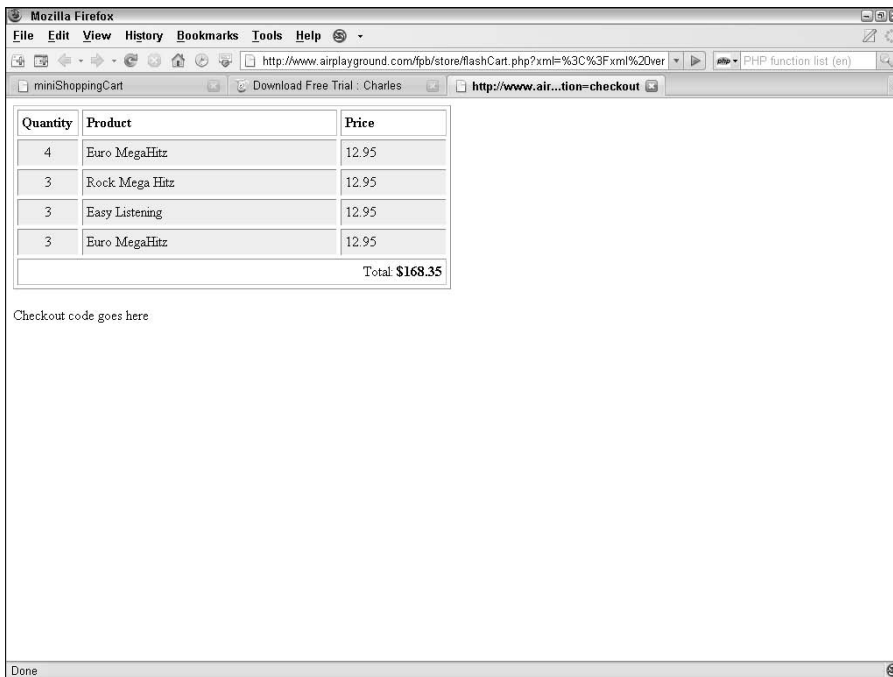 Mozilla Firefox
File Edit View History Bookmarks Tools Help
http://www.airplayground.com/fpb/store/flashCart.php?xml=%3C%3Fxml%20ver php PHP function list (en)
miniShoppingCart Download Free Trial : Charles http://www.air...tion=checkout
Quantity Product Price
4 Euro MegaHitz 12.95
3 Rock Mega Hitz 12.95
3 Easy Listening 12.95
3 Euro MegaHitz 12.95
Total: $168.35
Checkout code goes here
Done